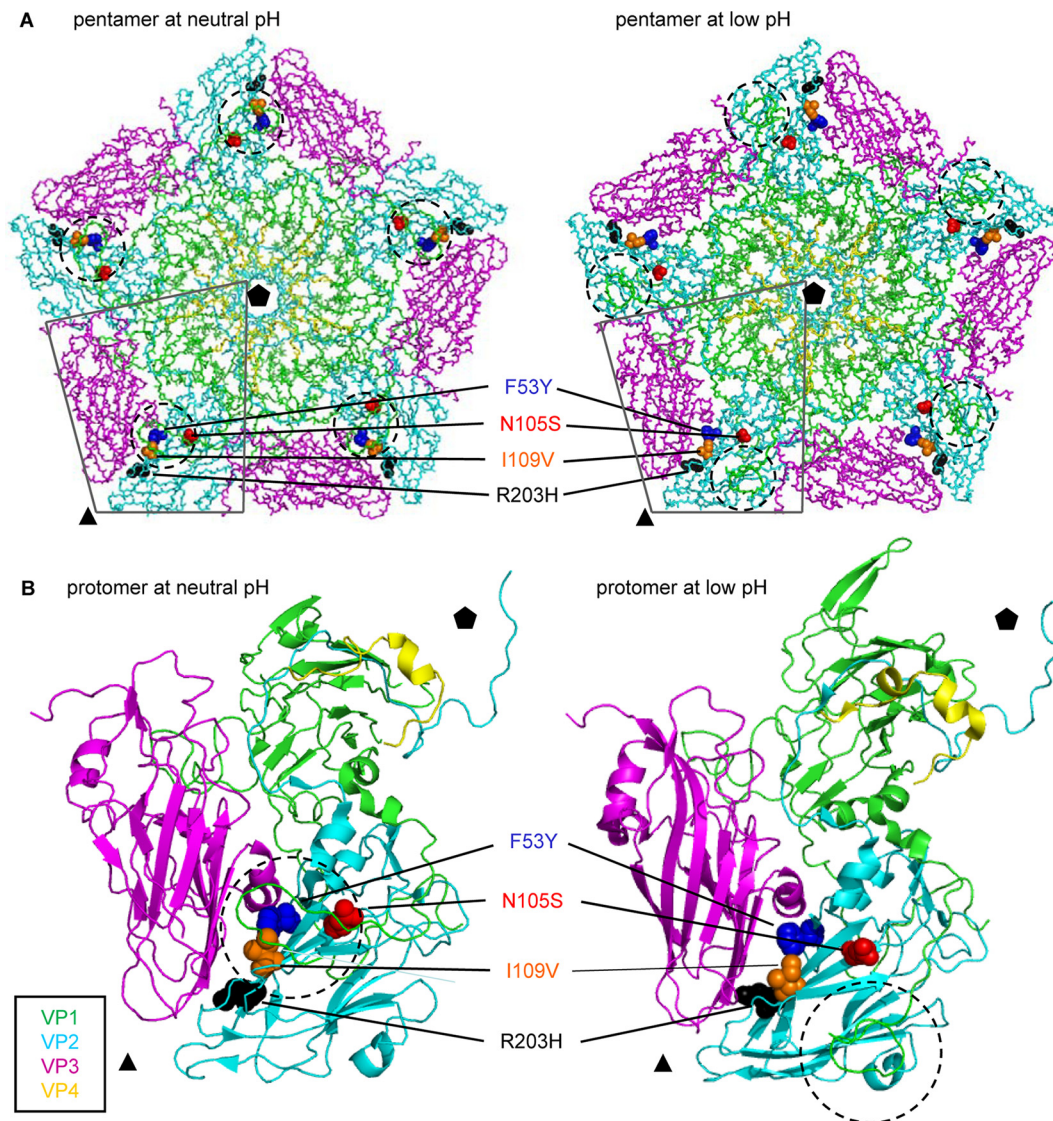 A pentamer at neutral pH pentamer at low pH
F53Y
N105S
I109V
R203H
B protomer at neutral pH protomer at low pH
F53Y
N105S
I109V
R203H
VP1
VP2
VP3
VP4